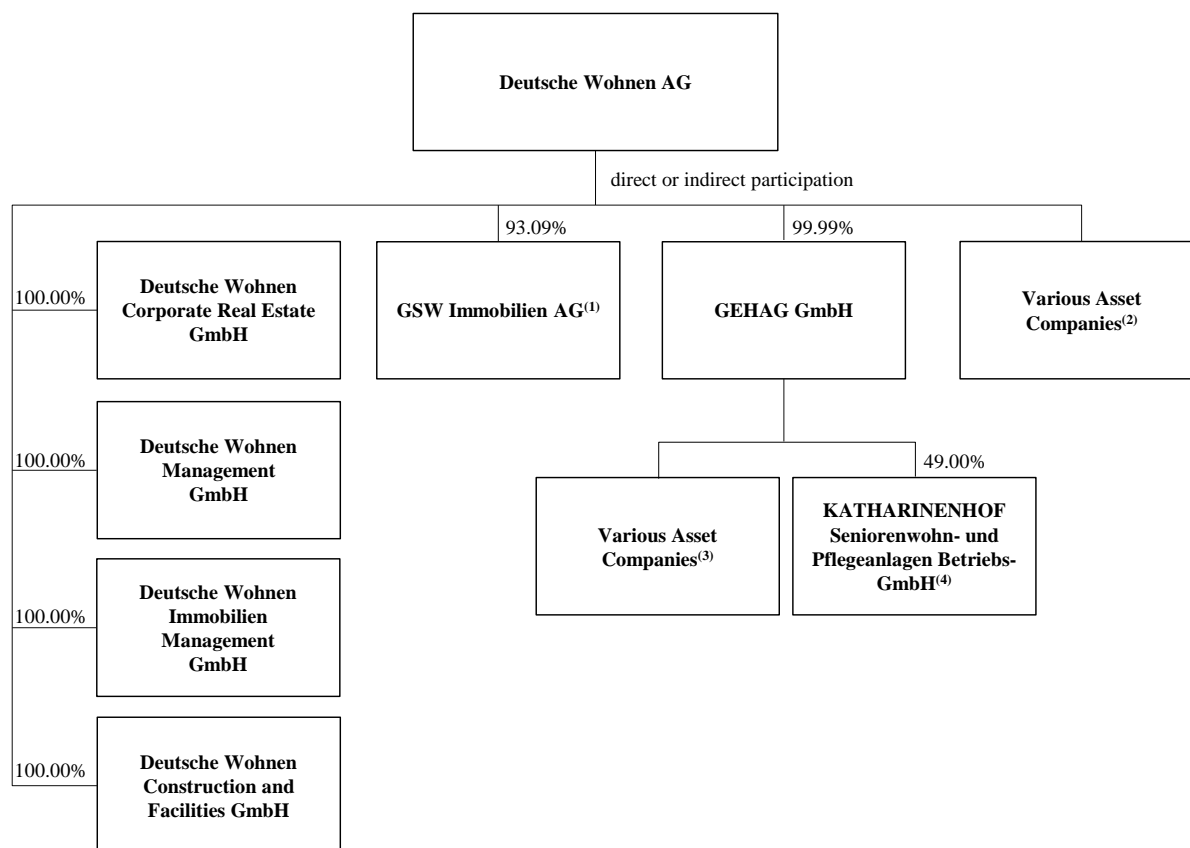 Deutsche Wohnen AG
direct or indirect participation
93.09%
99.99%
100.00%
Deutsche Wohnen
Corporate Real Estate
GmbH
GSW Immobilien AG(1)
GEHAG GmbH
Various Asset
Companies(2)
100.00%
Deutsche Wohnen
Management
GmbH
49.00%
Various Asset
Companies(3)
KATHARINENHOF
Seniorenwohn- und
Pflegeanlagen Betriebs-
GmbH(4)
100.00%
Deutsche Wohnen
Immobilien
Management
GmbH
100.00%
Deutsche Wohnen
Construction and
Facilities GmbH